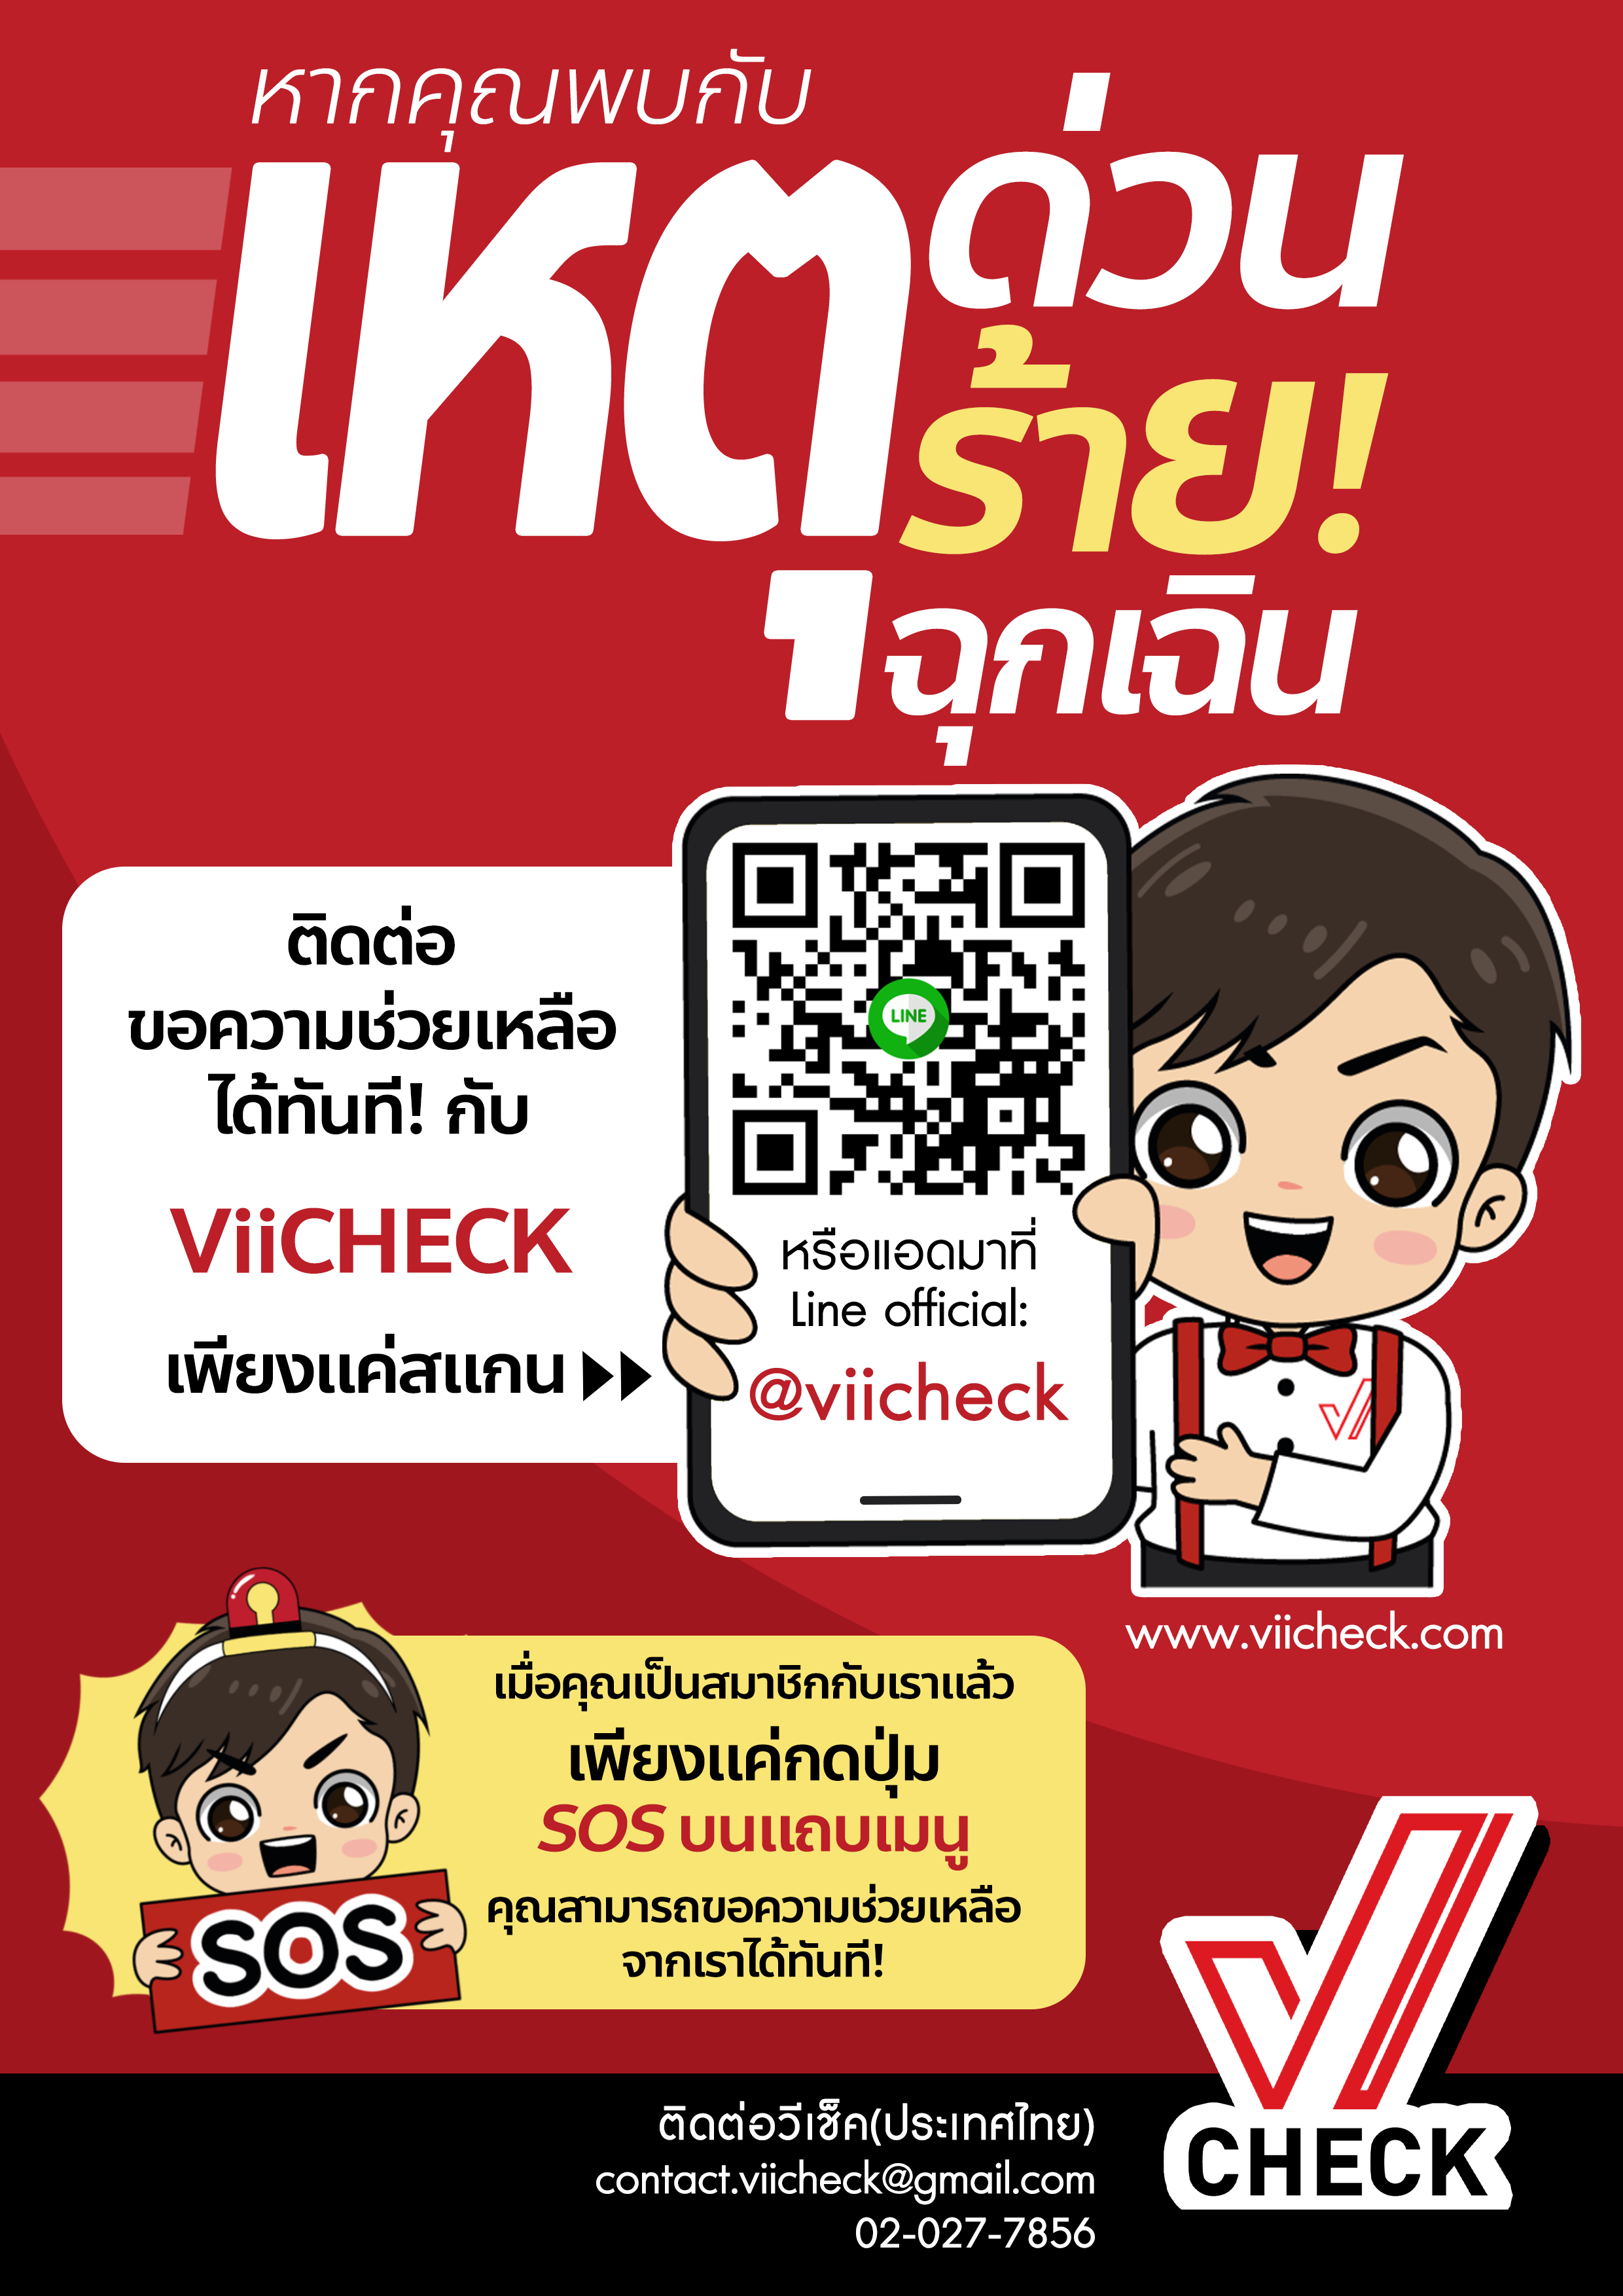 หากคุณพบกับ
เหตุด่วน
ร้าย!
ฉุกเฉิน
ติดต่อ
ขอความช่วยเหลือ
ได้ทันที! กับ
ViiCHECK
เพียงแค่สแกน
LINE
หรือแอดมาที่
Line official:
@viicheck
www.viicheck.com
เมื่อคุณเป็นสมาชิกกับเราแล้ว
เพียงแค่กดปุ่ม
SOS บนแถบเมนู
คุณสามารถขอความช่วยเหลือ
จากเราได้ทันที!
SOS
ติดต่อวีเช็ค(ประเทศไทย)
contact.viicheck@gmail.com
02-027-7856
CHECK